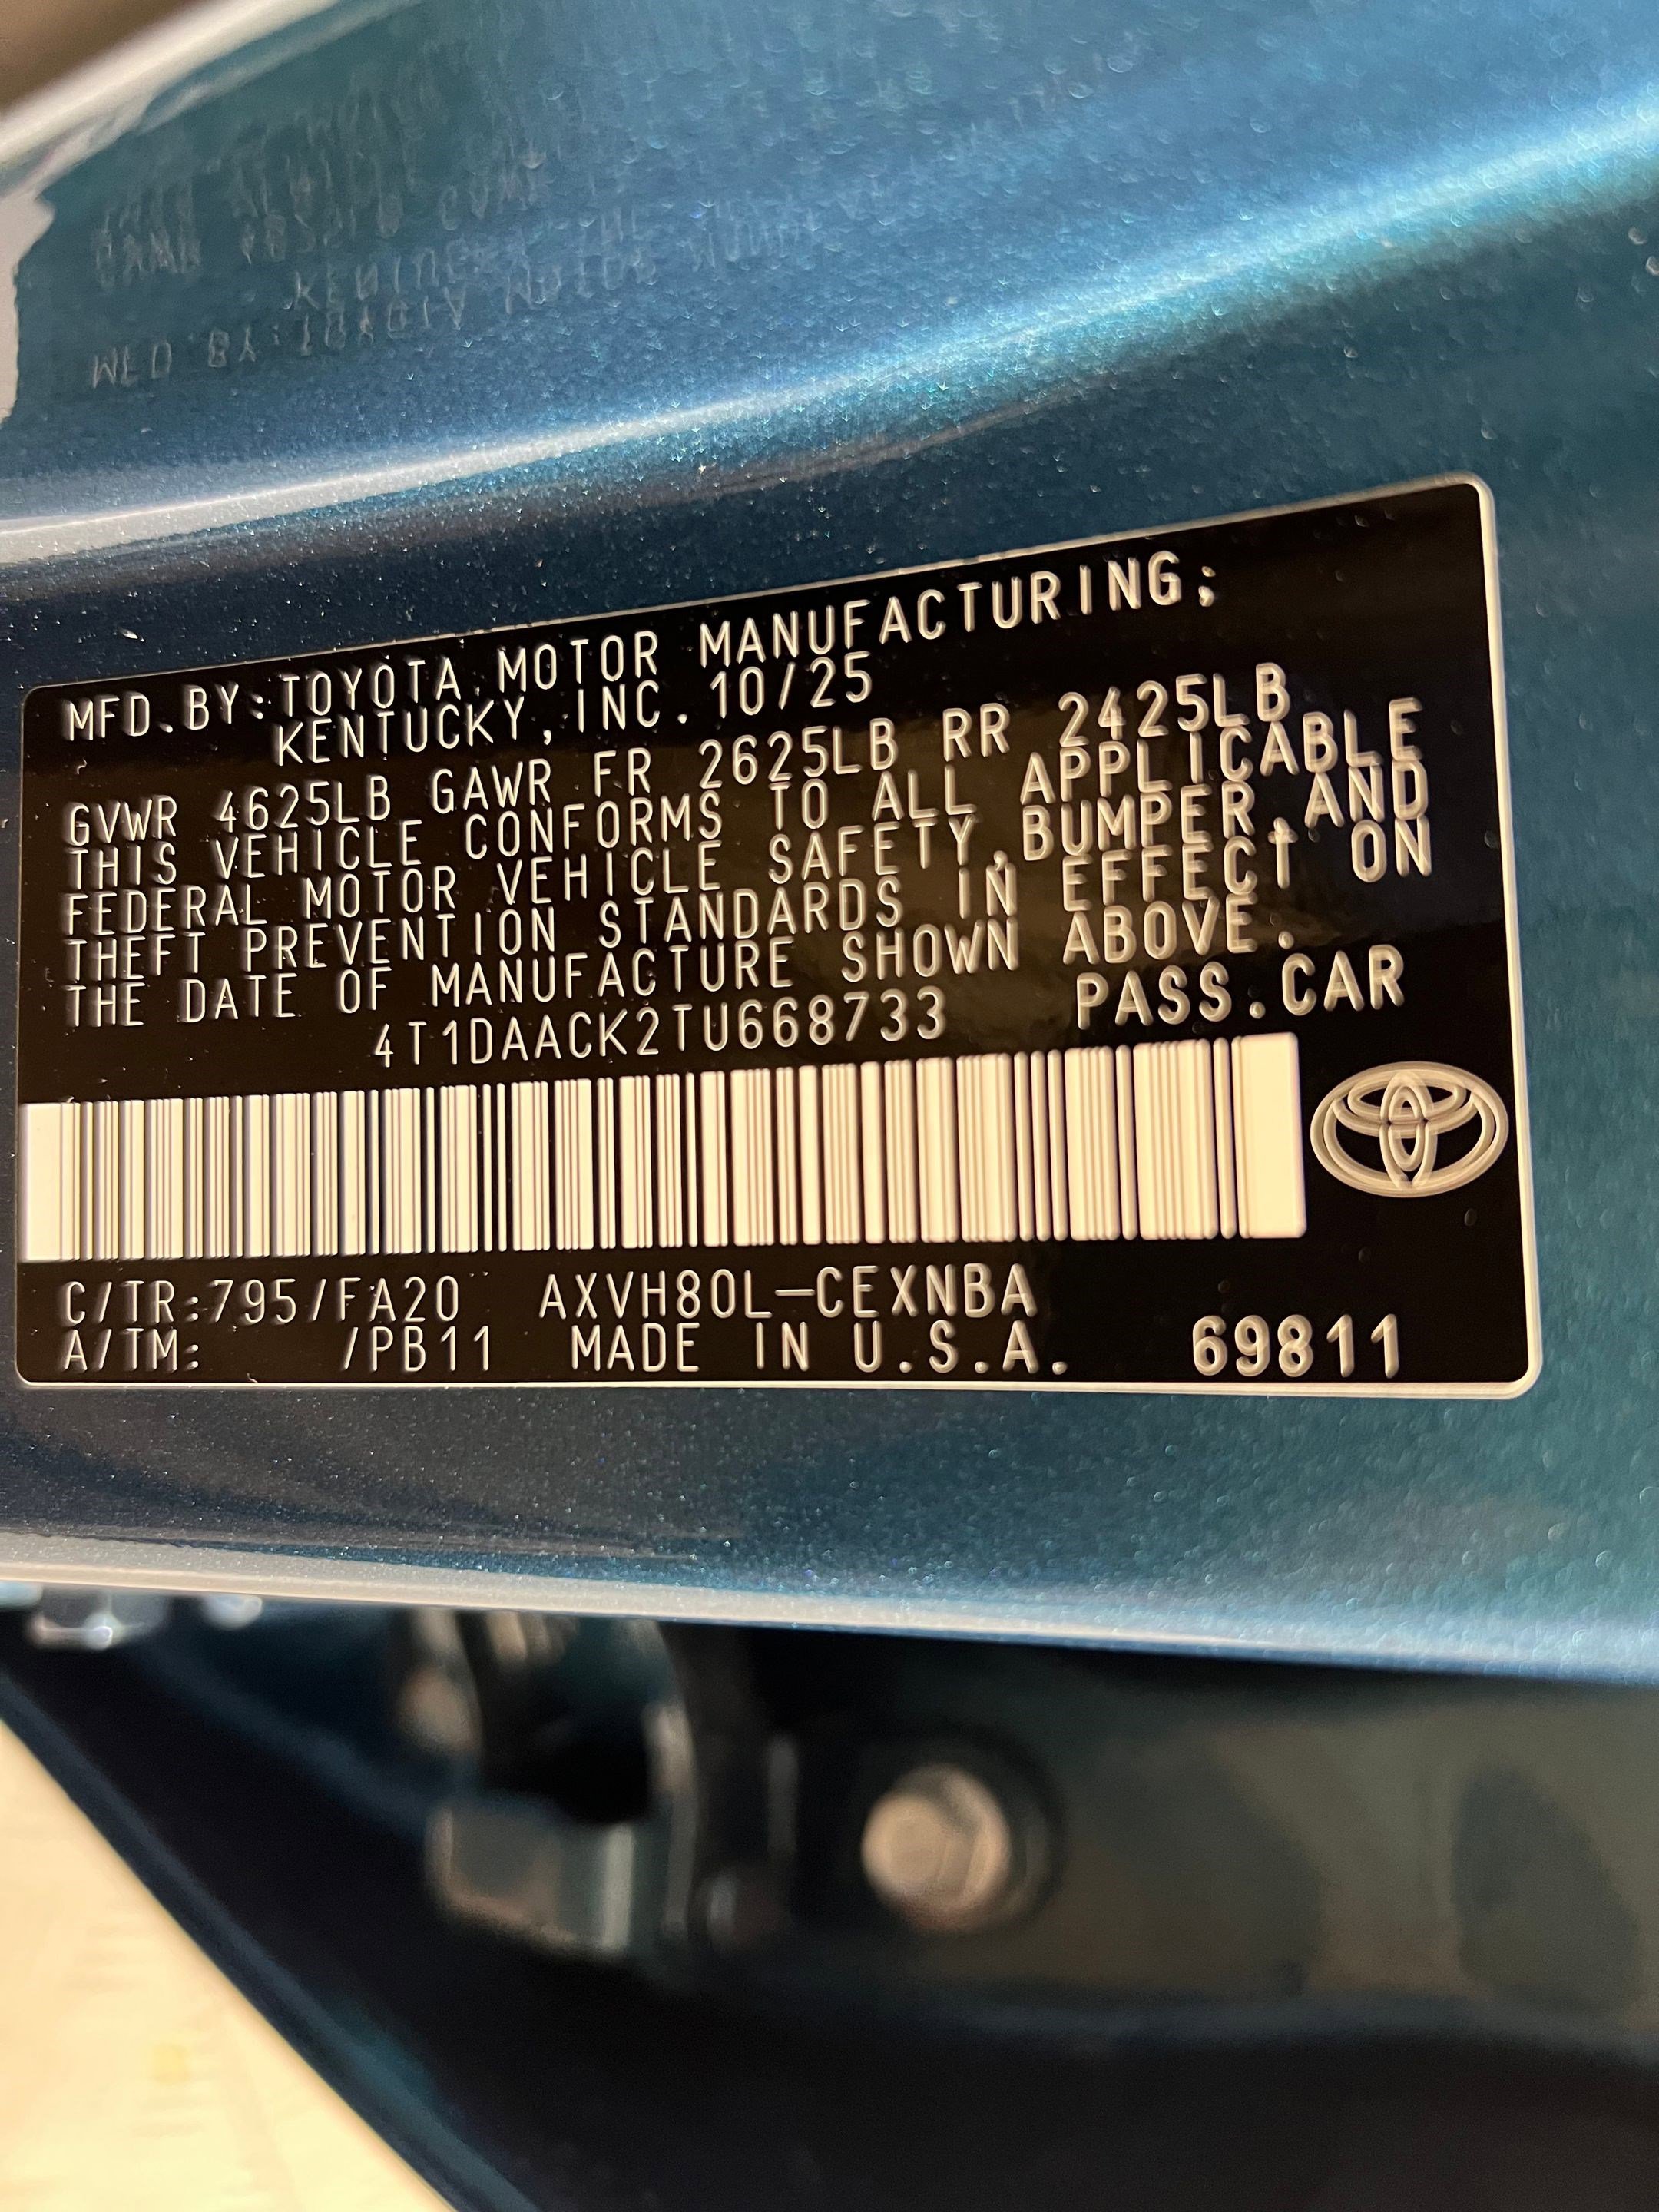 MFD.BY:TOYOTA MOTOR MANUFACTURING;
KENTUCKY,INC. 10/25
GVWR 4625LB GAWR FR 2625LB RR 2425LB
THIS VEHICLE CONFORMS TO ALL APPLICABLE
FEDERAL MOTOR VEHICLE SAFETY,BUMPER,AND
THEFT PREVENTION STANDARDS IN EFFECT ON
THE DATE OF MANUFACTURE SHOWN ABOVE.
4T1DAACK2TU668733 PASS.CAR
C/TR:795/FA20 AXVH80L-CEXNBA
A/TM: /PB11 MADE IN U.S.A. 69811